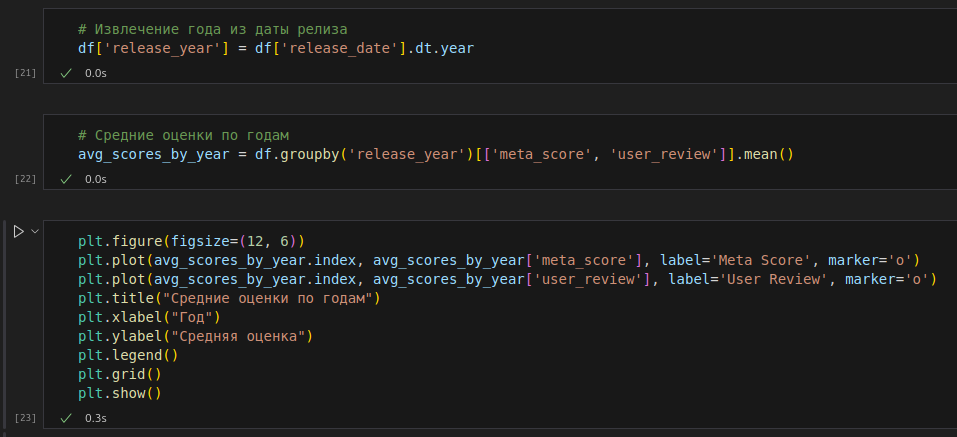 # Извлечение года из даты релиза
df['release_year'] = df['release_date'].dt.year
[21]
0.0s
# Средние оценки по годам
avg_scores_by_year = df.groupby('release_year')[['meta_score', 'user_review']].mean()
[22]
0.0s
plt.figure(figsize=(12, 6))
plt.plot(avg_scores_by_year.index, avg_scores_by_year['meta_score'], label='Meta Score', marker='o')
plt.plot(avg_scores_by_year.index, avg_scores_by_year['user_review'], label='User Review', marker='o')
plt.title("Средние оценки по годам")
plt.xlabel("Год")
plt.ylabel("Средняя оценка")
plt.legend()
plt.grid()
plt.show()
[23]
0.3s